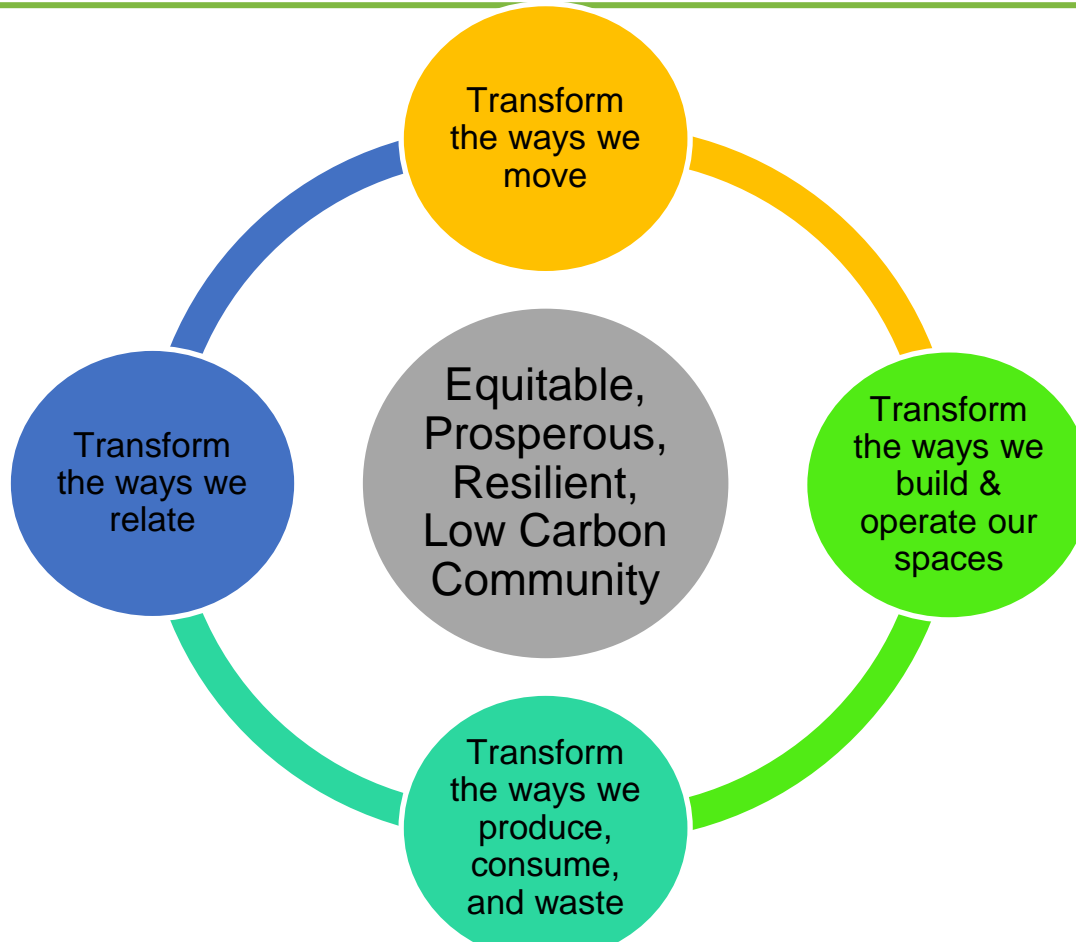 Transform
the ways we
move
Transform
the ways we
relate
Equitable,
Prosperous,
Resilient,
Low Carbon
Community
Transform
the ways we
build &
operate our
spaces
Transform
the ways we
produce,
consume,
and waste